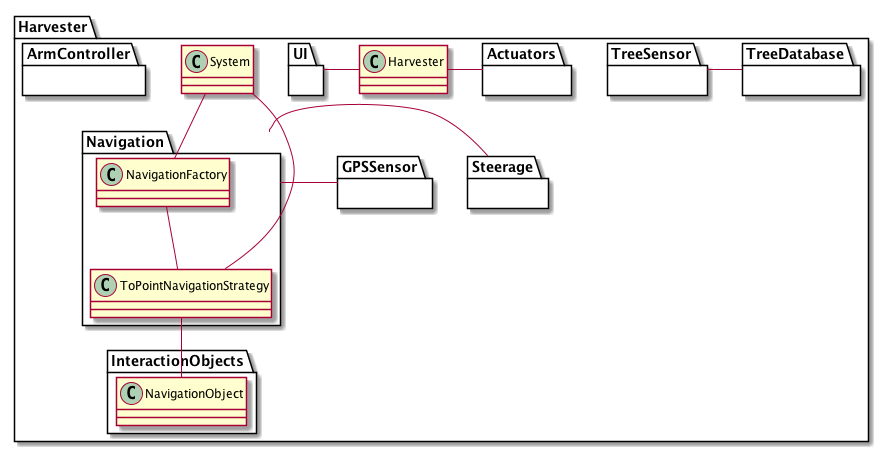 Harvester
ArmController
C System
UI
C Harvester
Actuators
TreeSensor
TreeDatabase
Navigation
C NavigationFactory
GPSSensor
Steerage
C ToPointNavigationStrategy
InteractionObjects
C NavigationObject